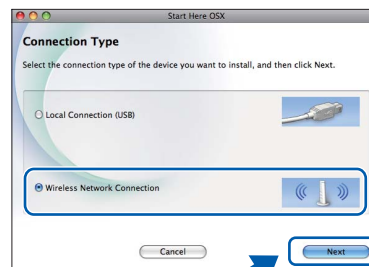 Start Here OSX
Connection Type
Select the connection type of the device you want to install, and then click Next.
Local Connection (USB)
Wireless Network Connection
Cancel
Next